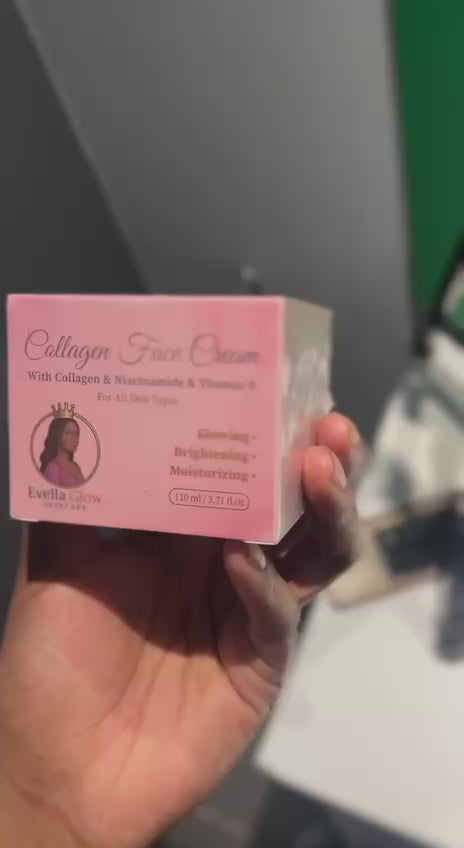 Collagen Face Cream
With Collagen & Niacinamide & Vitamin
For All Skin Types
Glowing •
Brightening •
Moisturizing •
110 ml / 3.71 fl.oz
Evella Glow
SKINCARE